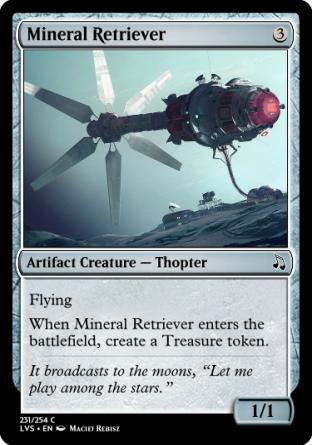 Mineral Retriever 3
Artifact Creature — Thopter
Flying
When Mineral Retriever enters the
battlefield, create a Treasure token.
It broadcasts to the moons, “Let me
play among the stars.”
1/1
231/254 C
LVS • EN Maciej Rebisz